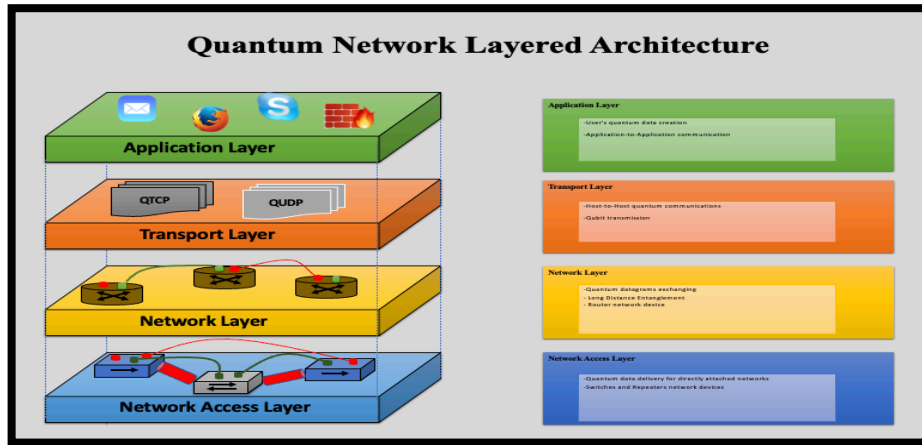 Quantum Network Layered Architecture
Application Layer
QTCP
QUDP
Transport Layer
Network Layer
Network Access Layer
Application Layer
-User's quantum data creation
-Application-to-Application communication
Transport Layer
-Host-to-Host quantum communications
-Qubit transmission
Network Layer
-Quantum datagrams exchanging
- Long Distance Entanglement
- Router network device
Network Access Layer
-Quantum data delivery for directly attached networks
-Switches and Repeaters network devices